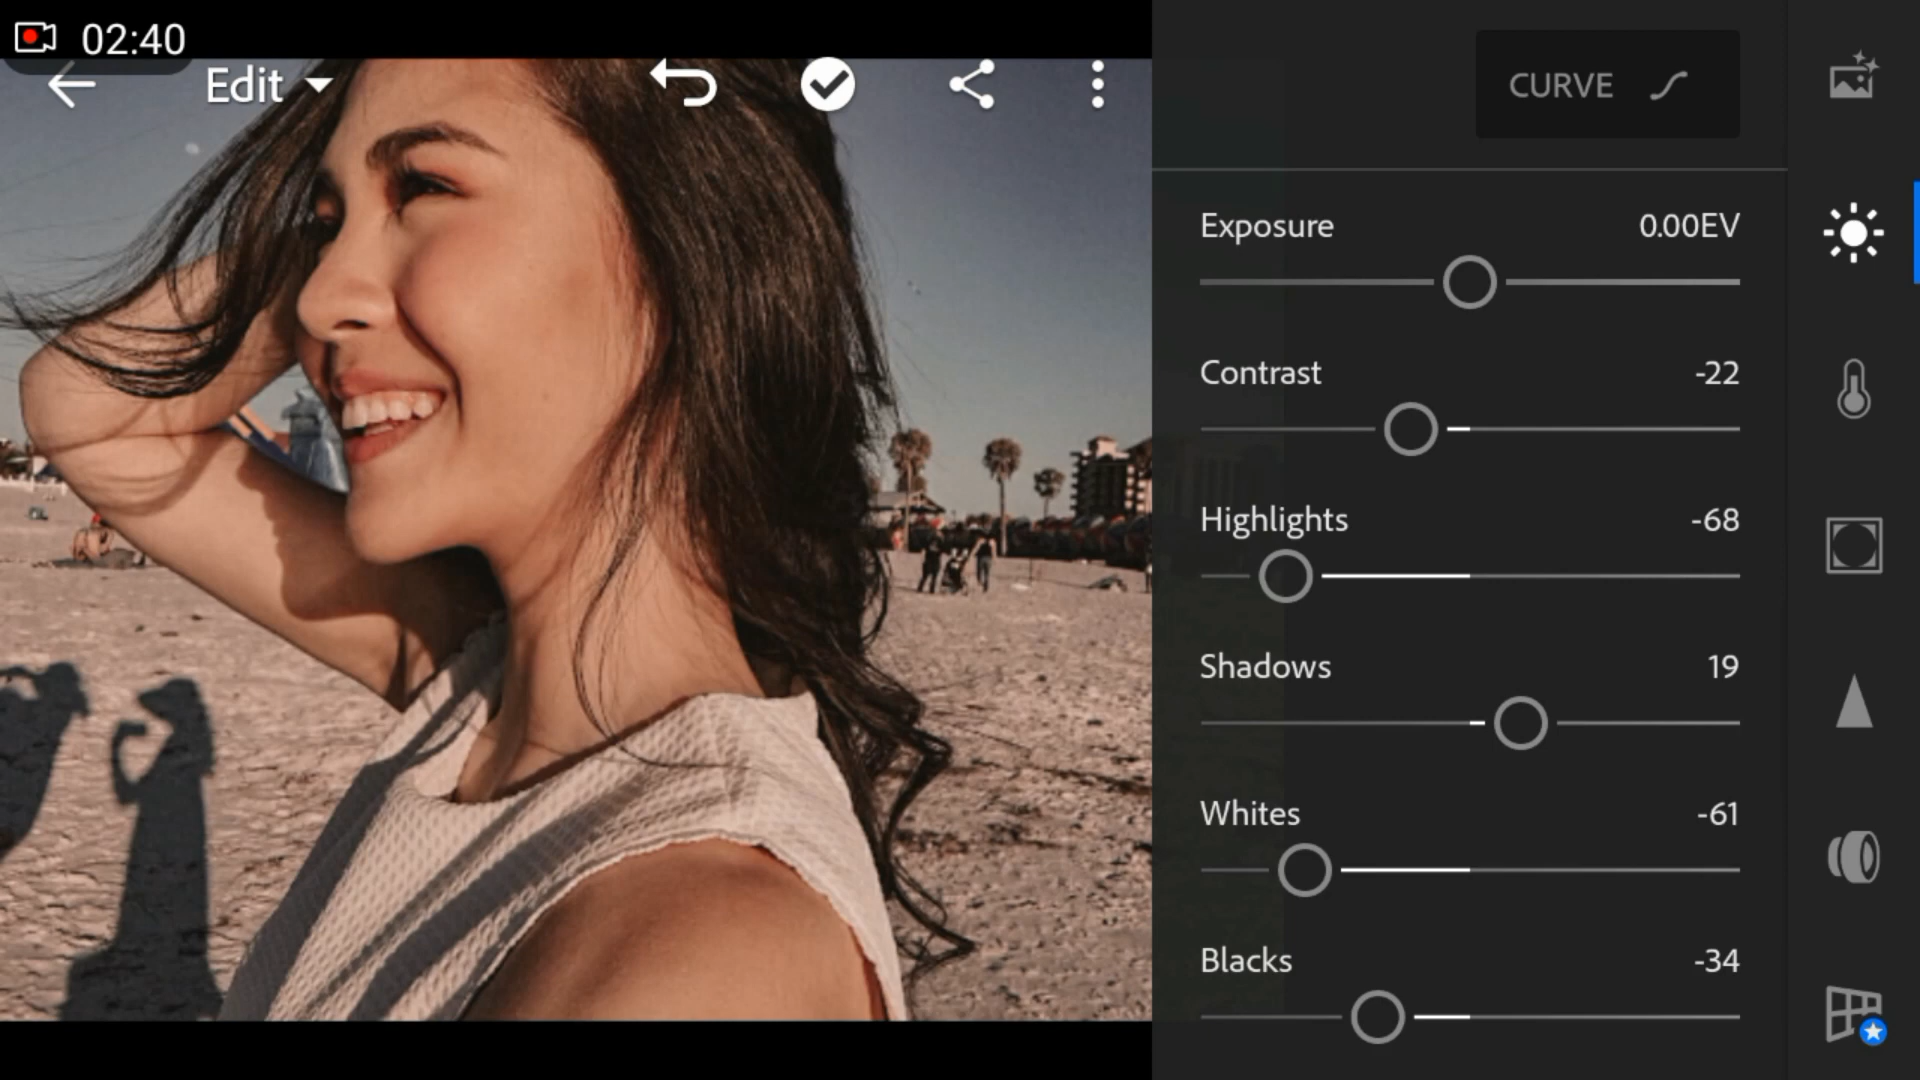 02:40
Edit
CURVE
Exposure 0.00EV
Contrast -22
Highlights -68
Shadows 19
Whites -61
Blacks -34